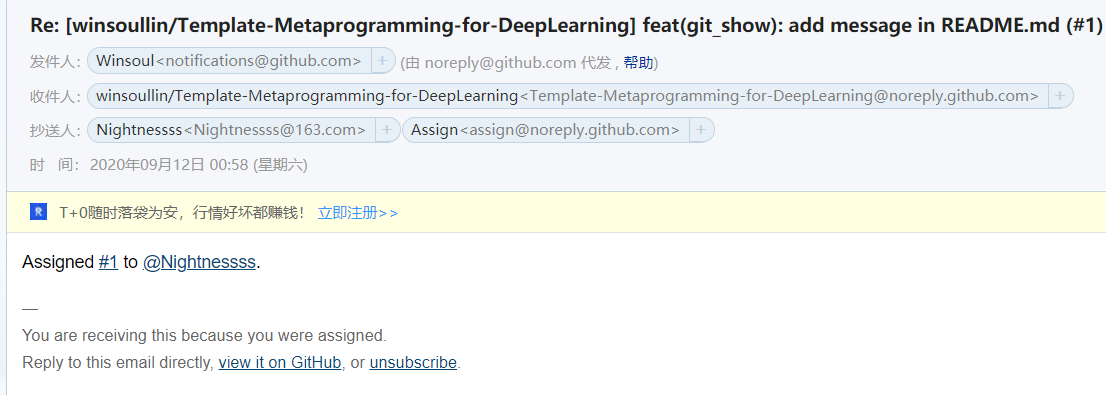 Re: [winsoullin/Template-Metaprogramming-for-DeepLearning] feat(git_show): add message in README.md (#1)
发件人： Winsoul<notifications@github.com> + (由 noreply@github.com 代发 , 帮助)
收件人： winsoullin/Template-Metaprogramming-for-DeepLearning<Template-Metaprogramming-for-DeepLearning@noreply.github.com> +
抄送人： Nightnessss<Nightnessss@163.com> + Assign<assign@noreply.github.com> +
时 间： 2020年09月12日 00:58 (星期六)
R T+0随时落袋为安，行情好坏都赚钱！ 立即注册>>
Assigned #1 to @Nightnessss.
—
You are receiving this because you were assigned.
Reply to this email directly, view it on GitHub, or unsubscribe.